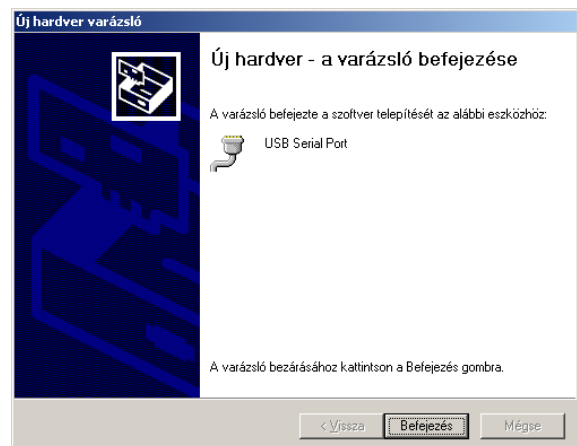 Új hardver varázsló
Új hardver - a varázsló befejezése
A varázsló befejezte a szoftver telepítését az alábbi eszközhöz:
USB Serial Port
A varázsló bezárásához kattintson a Befejezés gombra.
< Vissza
Befejezés
Mégse